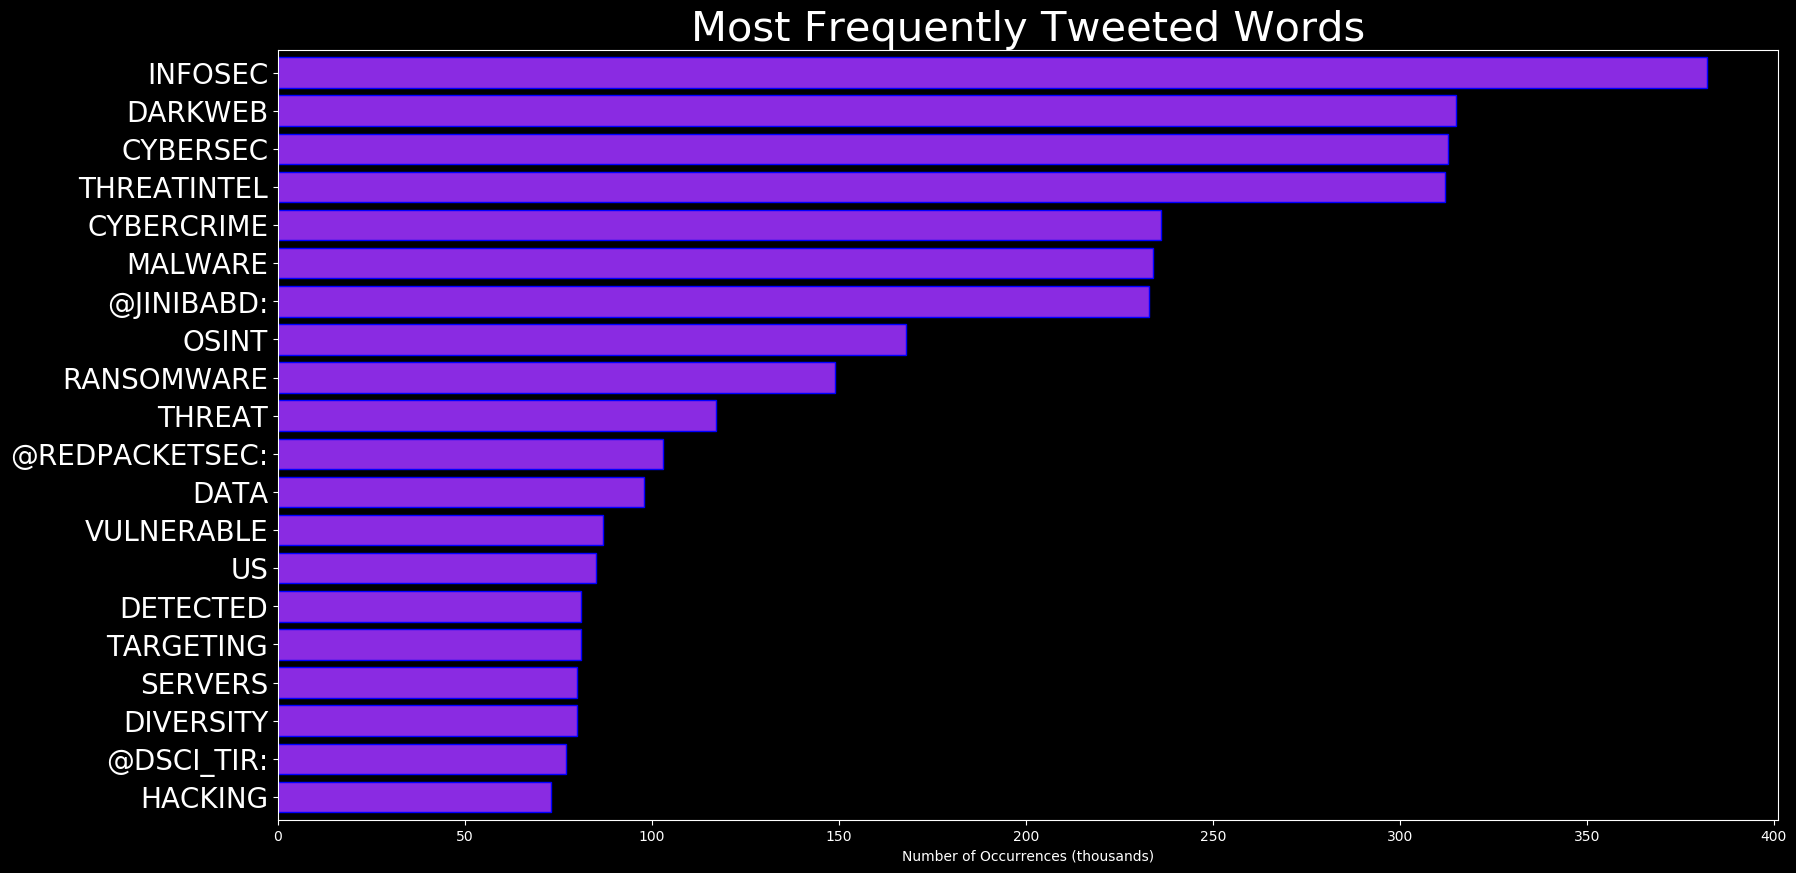 Most Frequently Tweeted Words
INFOSEC
DARKWEB
CYBERSEC
THREATINTEL
CYBERCRIME
MALWARE
@JINIBABD:
OSINT
RANSOMWARE
THREAT
@REDPACKETSEC:
DATA
VULNERABLE
US
DETECTED
TARGETING
SERVERS
DIVERSITY
@DSCI_TIR:
HACKING
0 50 100 150 200 250 300 350 400
Number of Occurrences (thousands)